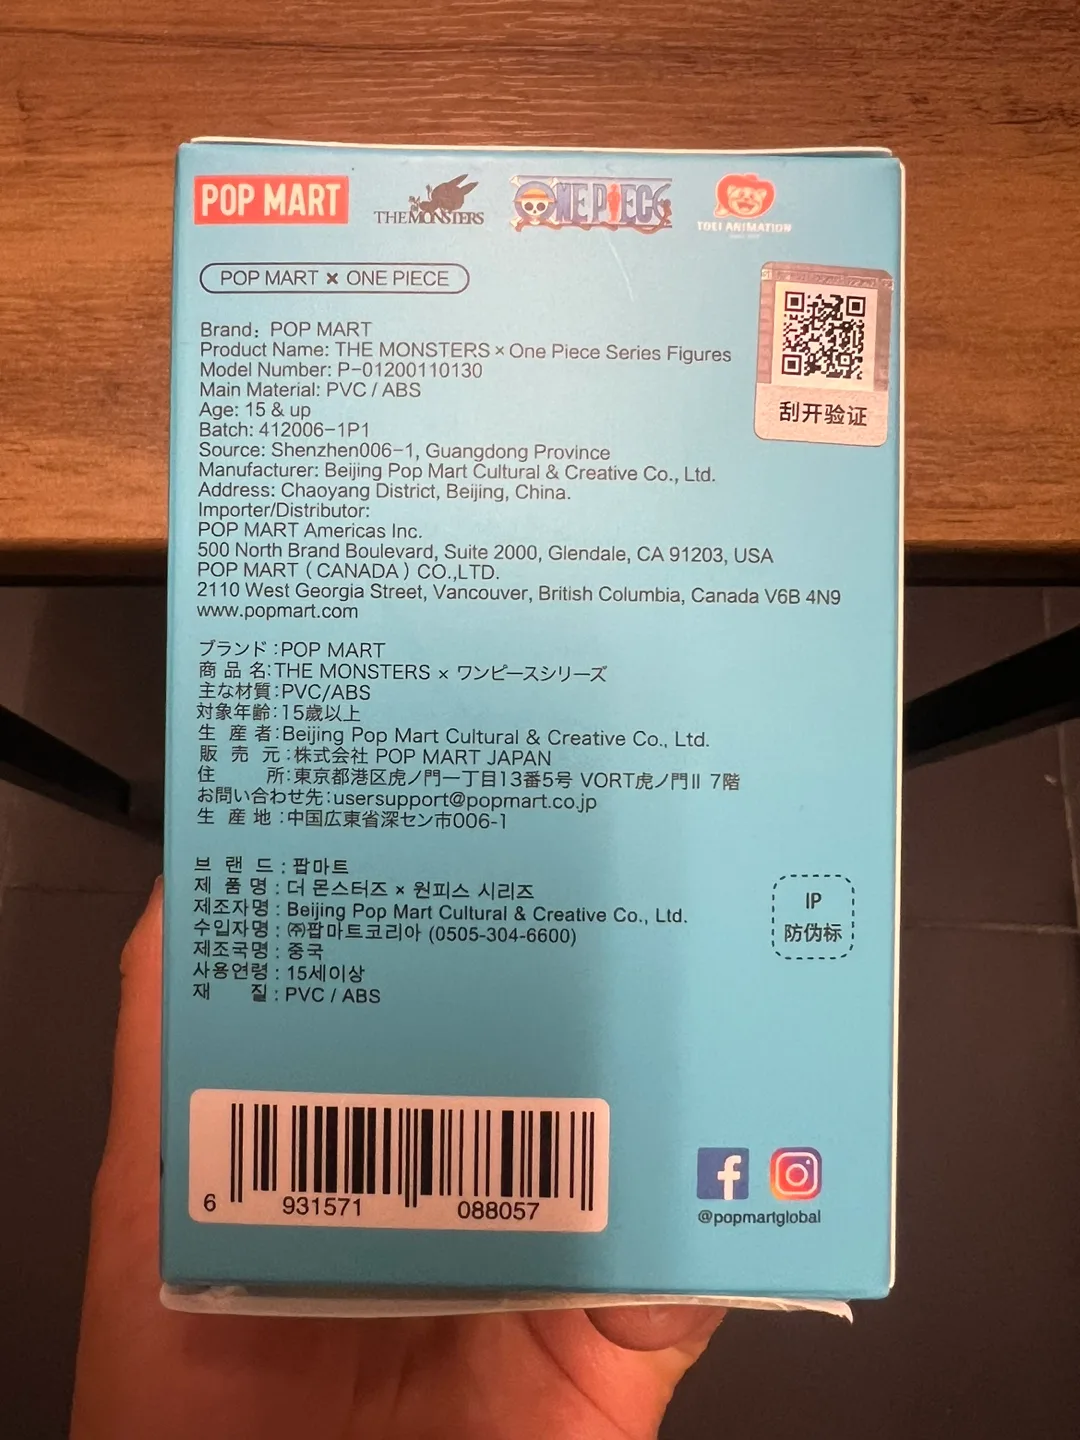 POP MART
THE MONSTERS
ONE PIECE
TOEI ANIMATION
POP MART × ONE PIECE
刮开验证
Brand: POP MART
Product Name: THE MONSTERS × One Piece Series Figures
Model Number: P-01200110130
Main Material: PVC / ABS
Age: 15 & up
Batch: 412006-1P1
Source: Shenzhen006-1, Guangdong Province
Manufacturer: Beijing Pop Mart Cultural & Creative Co., Ltd.
Address: Chaoyang District, Beijing, China.
Importer/Distributor:
POP MART Americas Inc.
500 North Brand Boulevard, Suite 2000, Glendale, CA 91203, USA
POP MART ( CANADA ) CO.,LTD.
2110 West Georgia Street, Vancouver, British Columbia, Canada V6B 4N9
www.popmart.com
ブランド:POP MART
商品名:THE MONSTERS × ワンピースシリーズ
主な材質:PVC/ABS
対象年齢:15歳以上
生産者:Beijing Pop Mart Cultural & Creative Co., Ltd.
販売元:株式会社 POP MART JAPAN
住所:東京都港区虎ノ門一丁目13番5号 VORT虎ノ門II 7階
お問い合わせ先:usersupport@popmart.co.jp
生産地:中国広東省深セン市006-1
브랜드: 팝마트
제품명: 더 몬스터즈 × 원피스 시리즈
제조자명: Beijing Pop Mart Cultural & Creative Co., Ltd.
수입자명: ㈜팝마트코리아 (0505-304-6600)
제조국명: 중국
사용연령: 15세이상
재질: PVC / ABS
IP
防伪标
6 931571 088057
@popmartglobal